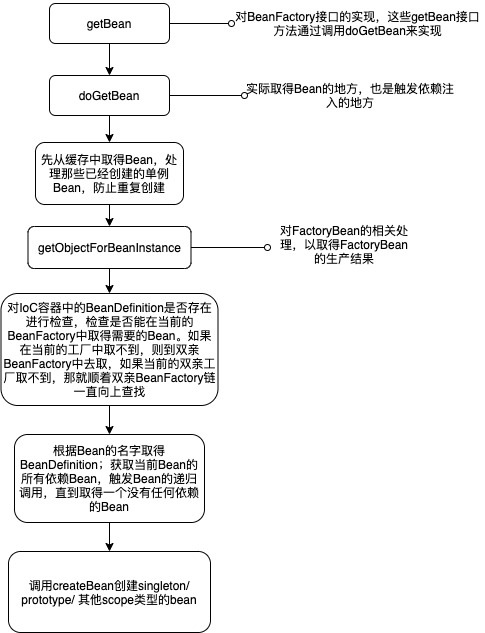 getBean
对BeanFactory接口的实现，这些getBean接口
方法通过调用doGetBean来实现
doGetBean
实际取得Bean的地方，也是触发依赖注
入的地方
先从缓存中取得Bean，处
理那些已经创建的单例
Bean，防止重复创建
getObjectForBeanInstance
对FactoryBean的相关处
理，以取得FactoryBean
的生产结果
对IoC容器中的BeanDefinition是否存在
进行检查，检查是否能在当前的
BeanFactory中取得需要的Bean。如果
在当前的工厂中取不到，则到双亲
BeanFactory中去取，如果当前的双亲工
厂取不到，那就顺着双亲BeanFactory链
一直向上查找
根据Bean的名字取得
BeanDefinition；获取当前Bean的
所有依赖Bean，触发Bean的递归
调用，直到取得一个没有任何依赖
的Bean
调用createBean创建singleton/
prototype/ 其他scope类型的bean